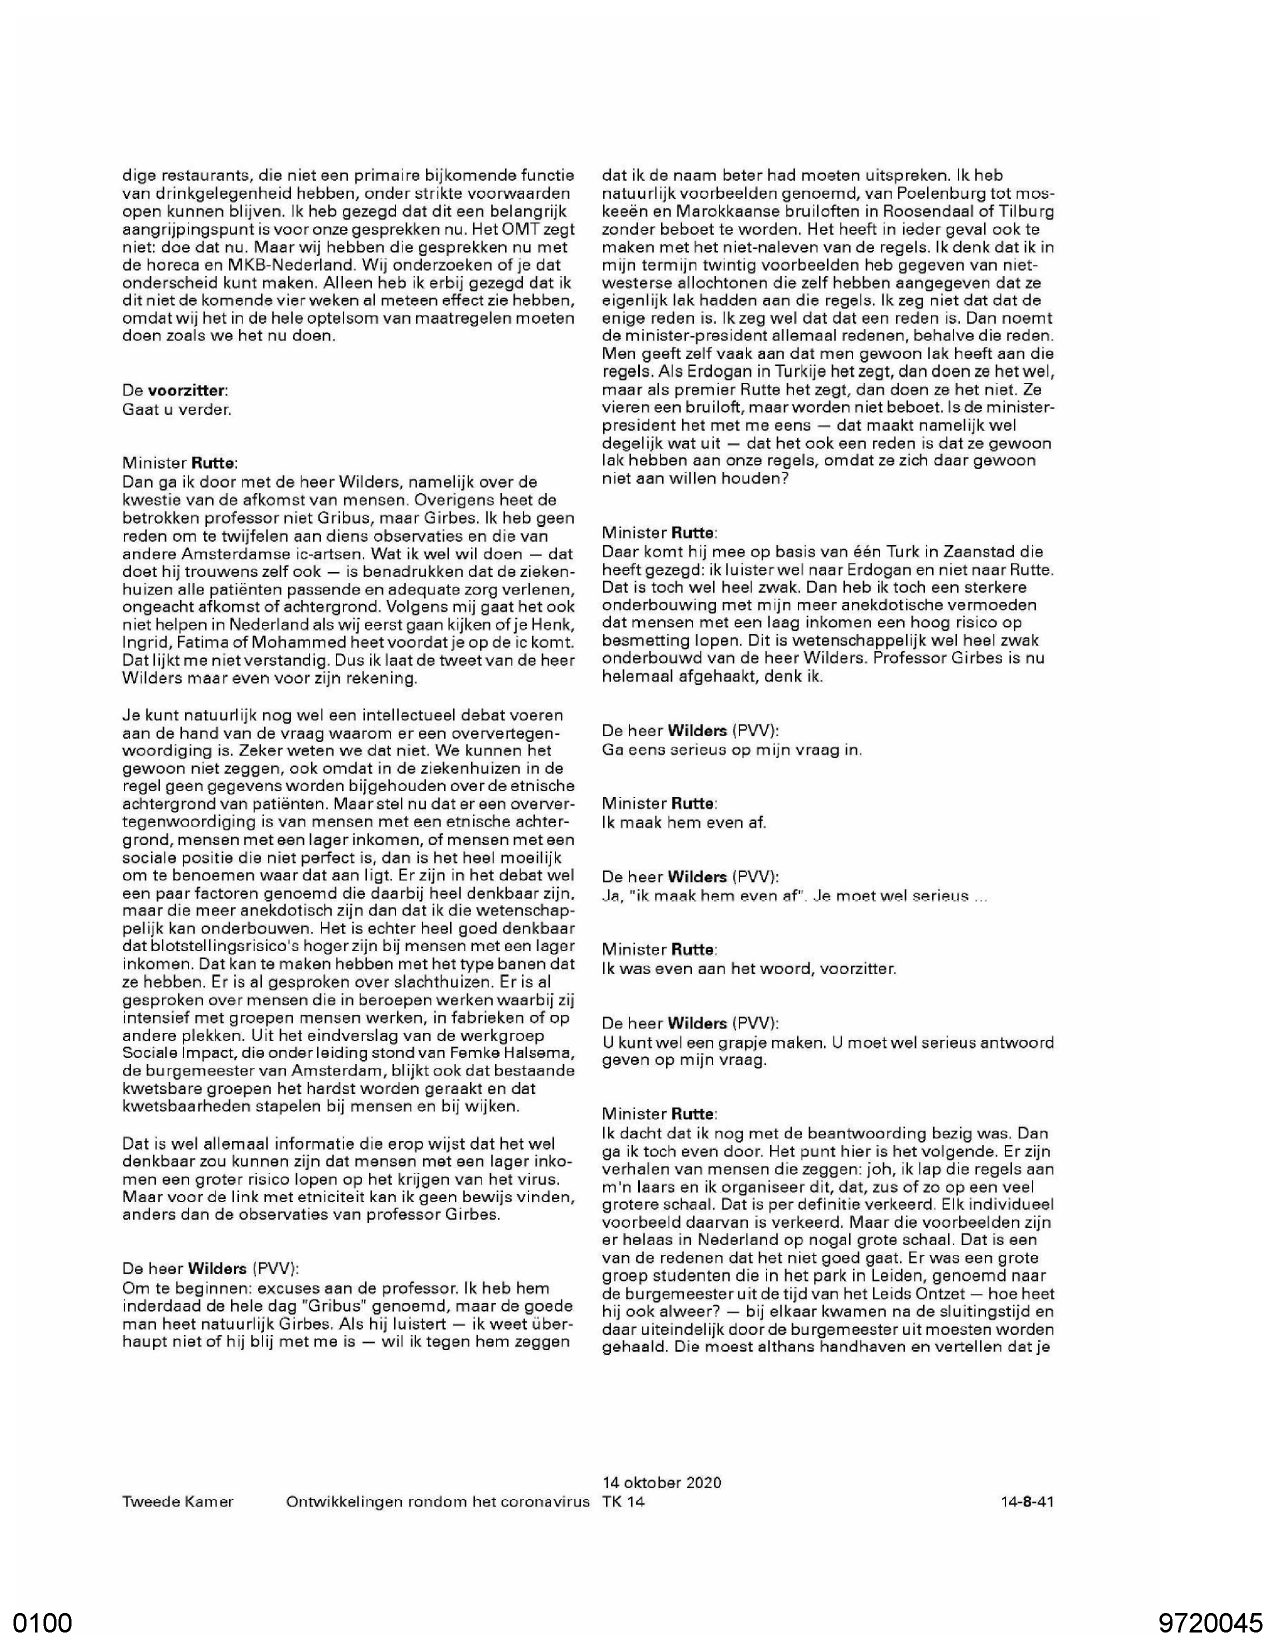 dige restaurants, die niet een primaire bijkomende functie
van drinkgelegenheid hebben, onder strikte voorwaarden
open kunnen blijven. Ik heb gezegd dat dit een belangrijk
aangrijpingspunt is voor onze gesprekken nu. Het OMT zegt
niet: doe dat nu. Maar wij hebben die gesprekken nu met
de horeca en MKB-Nederland. Wij onderzoeken of je dat
onderscheid kunt maken. Alleen heb ik erbij gezegd dat ik
dit niet de komende vier weken al meteen effect zie hebben,
omdat wij het in de hele optelsom van maatregelen moeten
doen zoals we het nu doen.

De voorzitter:
Gaat u verder.

Minister Rutte:
Dan ga ik door met de heer Wilders, namelijk over de
kwestie van de afkomst van mensen. Overigens heet de
betrokken professor niet Gribus, maar Girbes. Ik heb geen
reden om te twijfelen aan diens observaties en die van
andere Amsterdamse ic-artsen. Wat ik wel wil doen — dat
doet hij trouwens zelf ook — is benadrukken dat de zieken-
huizen alle patiënten passende en adequate zorg verlenen,
ongeacht afkomst of achtergrond. Volgens mij gaat het ook
niet helpen in Nederland als wij eerst gaan kijken of je Henk,
Ingrid, Fatima of Mohammed heet voordat je op de ic komt.
Dat lijkt me niet verstandig. Dus ik laat de tweet van de heer
Wilders maar even voor zijn rekening.

Je kunt natuurlijk nog wel een intellectueel debat voeren
aan de hand van de vraag waarom er een oververtegen-
woordiging is. Zeker weten we dat niet. We kunnen het
gewoon niet zeggen, ook omdat in de ziekenhuizen in de
regel geen gegevens worden bijgehouden over de etnische
achtergrond van patiënten. Maar stel nu dat er een overver-
tegenwoordiging is van mensen met een etnische achter-
grond, mensen met een lager inkomen, of mensen met een
sociale positie die niet perfect is, dan is het heel moeilijk
om te benoemen waar dat aan ligt. Er zijn in het debat wel
een paar factoren genoemd die daarbij heel denkbaar zijn,
maar die meer anekdotisch zijn dan dat ik die wetenschap-
pelijk kan onderbouwen. Het is echter heel goed denkbaar
dat blotstellingsrisico's hoger zijn bij mensen met een lager
inkomen. Dat kan te maken hebben met het type banen dat
ze hebben. Er is al gesproken over slachthuizen. Er is al
gesproken over mensen die in beroepen werken waarbij zij
intensief met groepen mensen werken, in fabrieken of op
andere plekken. Uit het eindverslag van de werkgroep
Sociale Impact, die onder leiding stond van Femke Halsema,
de burgemeester van Amsterdam, blijkt ook dat bestaande
kwetsbare groepen het hardst worden geraakt en dat
kwetsbaarheden stapelen bij mensen en bij wijken.

Dat is wel allemaal informatie die erop wijst dat het wel
denkbaar zou kunnen zijn dat mensen met een lager inko-
men een groter risico lopen op het krijgen van het virus.
Maar voor de link met etniciteit kan ik geen bewijs vinden,
anders dan de observaties van professor Girbes.

De heer Wilders (PVV):
Om te beginnen: excuses aan de professor. Ik heb hem
inderdaad de hele dag "Gribus" genoemd, maar de goede
man heet natuurlijk Girbes. Als hij luistert — ik weet über-
haupt niet of hij blij met me is — wil ik tegen hem zeggen
dat ik de naam beter had moeten uitspreken. Ik heb
natuurlijk voorbeelden genoemd, van Poelenburg tot mos-
keeën en Marokkaanse bruiloften in Roosendaal of Tilburg
zonder beboet te worden. Het heeft in ieder geval ook te
maken met het niet-naleven van de regels. Ik denk dat ik in
mijn termijn twintig voorbeelden heb gegeven van niet-
westerse allochtonen die zelf hebben aangegeven dat ze
eigenlijk lak hadden aan die regels. Ik zeg niet dat dat de
enige reden is. Ik zeg wel dat dat een reden is. Dan noemt
de minister-president allemaal redenen, behalve die reden.
Men geeft zelf vaak aan dat men gewoon lak heeft aan die
regels. Als Erdogan in Turkije het zegt, dan doen ze het wel,
maar als premier Rutte het zegt, dan doen ze het niet. Ze
vieren een bruiloft, maar worden niet beboet. Is de minister-
president het met me eens — dat maakt namelijk wel
degelijk wat uit — dat het ook een reden is dat ze gewoon
lak hebben aan onze regels, omdat ze zich daar gewoon
niet aan willen houden?

Minister Rutte:
Daar komt hij mee op basis van één Turk in Zaanstad die
heeft gezegd: ik luister wel naar Erdogan en niet naar Rutte.
Dat is toch wel heel zwak. Dan heb ik toch een sterkere
onderbouwing met mijn meer anekdotische vermoeden
dat mensen met een laag inkomen een hoog risico op
besmetting lopen. Dit is wetenschappelijk wel heel zwak
onderbouwd van de heer Wilders. Professor Girbes is nu
helemaal afgehaakt, denk ik.

De heer Wilders (PVV):
Ga eens serieus op mijn vraag in.

Minister Rutte:
Ik maak hem even af.

De heer Wilders (PVV):
Ja, "ik maak hem even af". Je moet wel serieus ...

Minister Rutte:
Ik was even aan het woord, voorzitter.

De heer Wilders (PVV):
U kunt wel een grapje maken. U moet wel serieus antwoord
geven op mijn vraag.

Minister Rutte:
Ik dacht dat ik nog met de beantwoording bezig was. Dan
ga ik toch even door. Het punt hier is het volgende. Er zijn
verhalen van mensen die zeggen: joh, ik lap die regels aan
m'n laars en ik organiseer dit, dat, zus of zo op een veel
grotere schaal. Dat is per definitie verkeerd. Elk individueel
voorbeeld daarvan is verkeerd. Maar die voorbeelden zijn
er helaas in Nederland op nogal grote schaal. Dat is een
van de redenen dat het niet goed gaat. Er was een grote
groep studenten die in het park in Leiden, genoemd naar
de burgemeester uit de tijd van het Leids Ontzet — hoe heet
hij ook alweer? — bij elkaar kwamen na de sluitingstijd en
daar uiteindelijk door de burgemeester uit moesten worden
gehaald. Die moest althans handhaven en vertellen dat je

14 oktober 2020
Tweede Kamer Ontwikkelingen rondom het coronavirus TK 14 14-8-41
0100 9720045